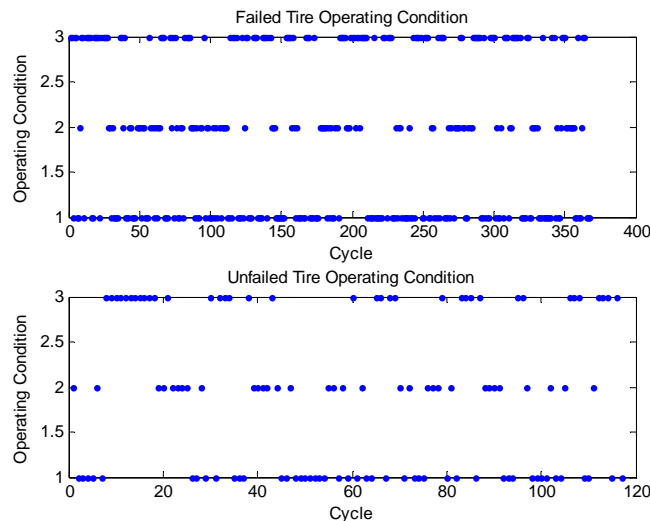 Failed Tire Operating Condition
3
2.5
2
1.5
1
Operating Condition
0 50 100 150 200 250 300 350 400
Cycle
Unfailed Tire Operating Condition
3
2.5
2
1.5
1
Operating Condition
0 20 40 60 80 100 120
Cycle